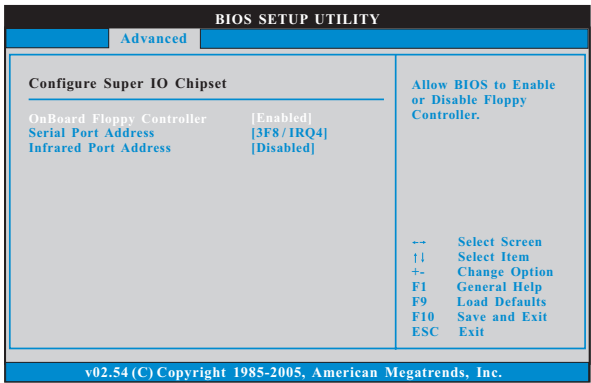 BIOS SETUP UTILITY
Advanced
Configure Super IO Chipset
OnBoard Floppy Controller [Enabled]
Serial Port Address [3F8 / IRQ4]
Infrared Port Address [Disabled]
Allow BIOS to Enable
or Disable Floppy
Controller.
←→ Select Screen
↑↓ Select Item
+- Change Option
F1 General Help
F9 Load Defaults
F10 Save and Exit
ESC Exit
v02.54 (C) Copyright 1985-2005, American Megatrends, Inc.